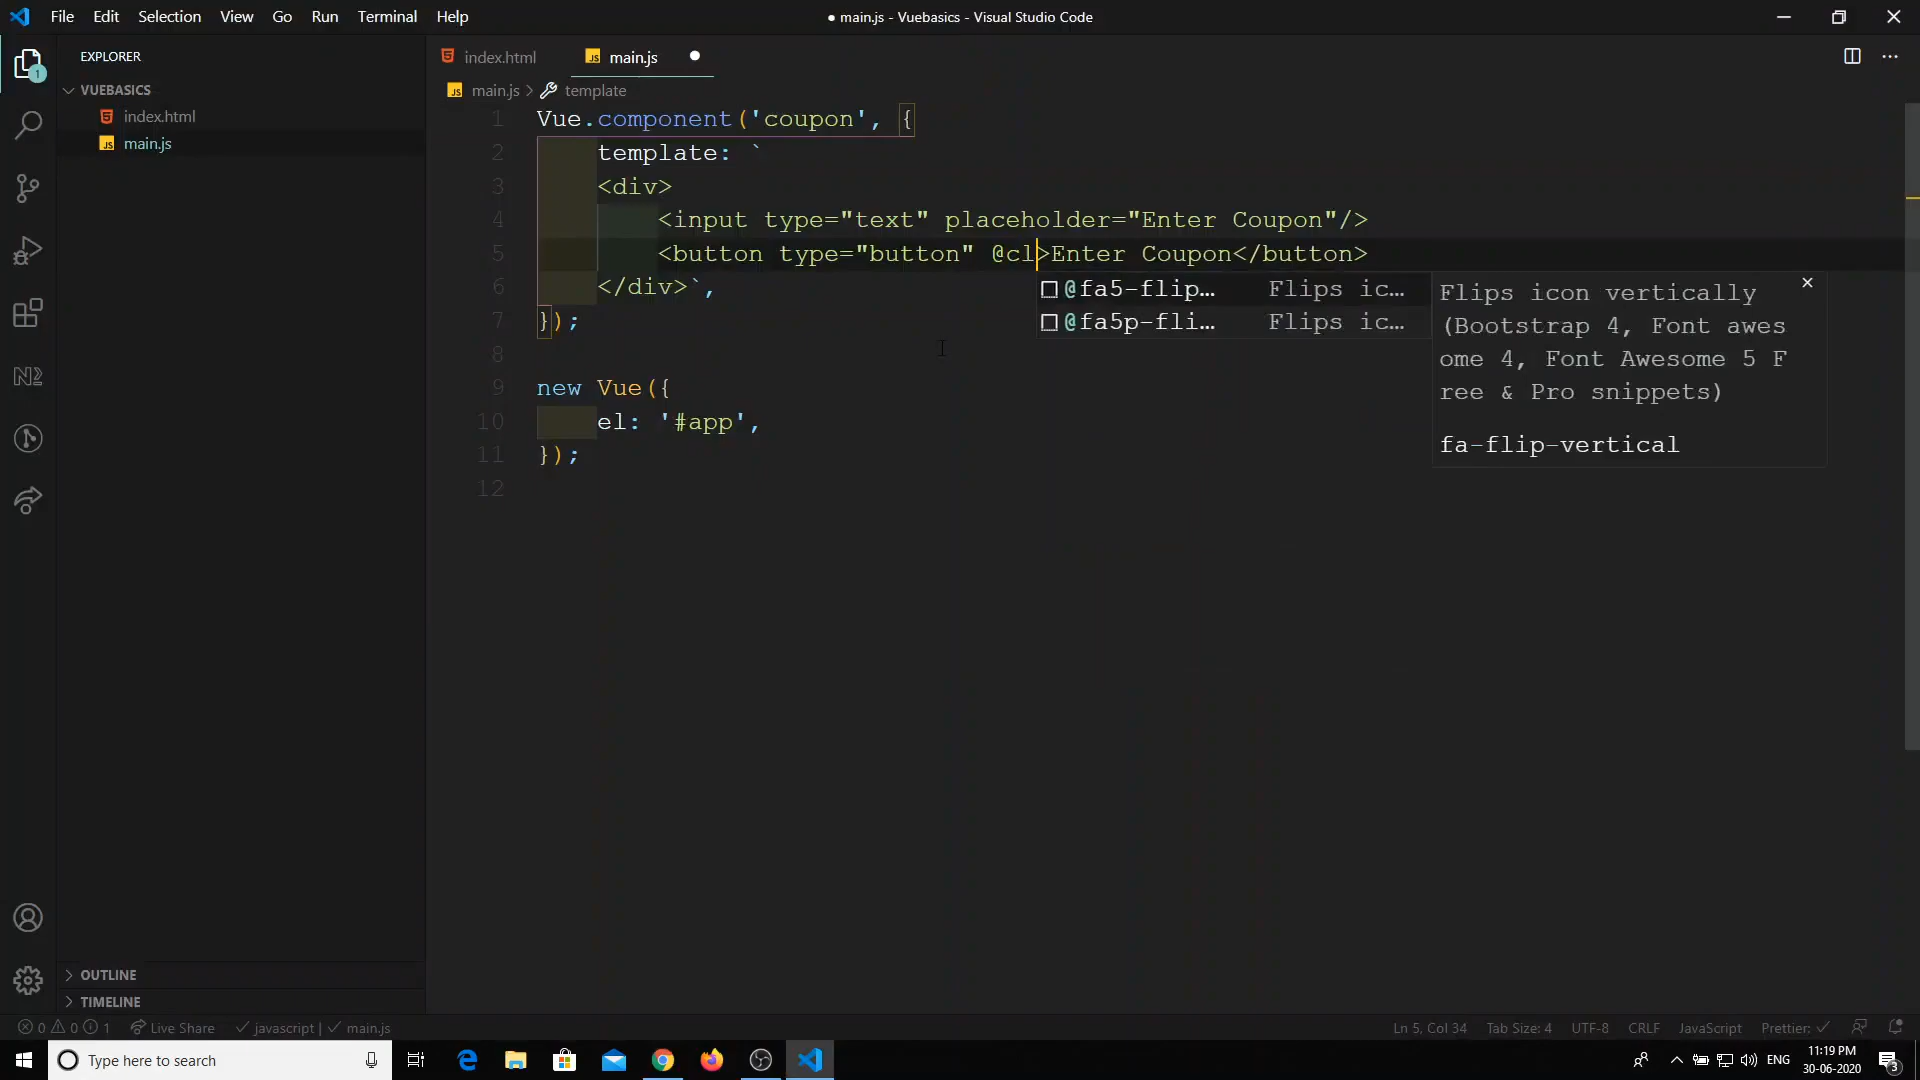 File Edit Selection View Go Run Terminal Help
● main.js - Vuebasics - Visual Studio Code
EXPLORER
1
VUEBASICS
index.html
JS main.js
index.html
JS main.js
JS main.js > template
1 Vue.component('coupon', {
2 template: `
3 <div>
4 <input type="text" placeholder="Enter Coupon"/>
5 <button type="button" @cl>Enter Coupon</button>
6 </div>`,
7 });
8
9 new Vue({
10 el: '#app',
11 });
12
@fa5-flip… Flips ic…
@fa5p-fli… Flips ic…
Flips icon vertically
(Bootstrap 4, Font awes
ome 4, Font Awesome 5 F
ree & Pro snippets)
fa-flip-vertical
OUTLINE
TIMELINE
0 0 1 Live Share javascript | main.js
Ln 5, Col 34 Tab Size: 4 UTF-8 CRLF JavaScript Prettier:
Type here to search
ENG
11:19 PM
30-06-2020
3